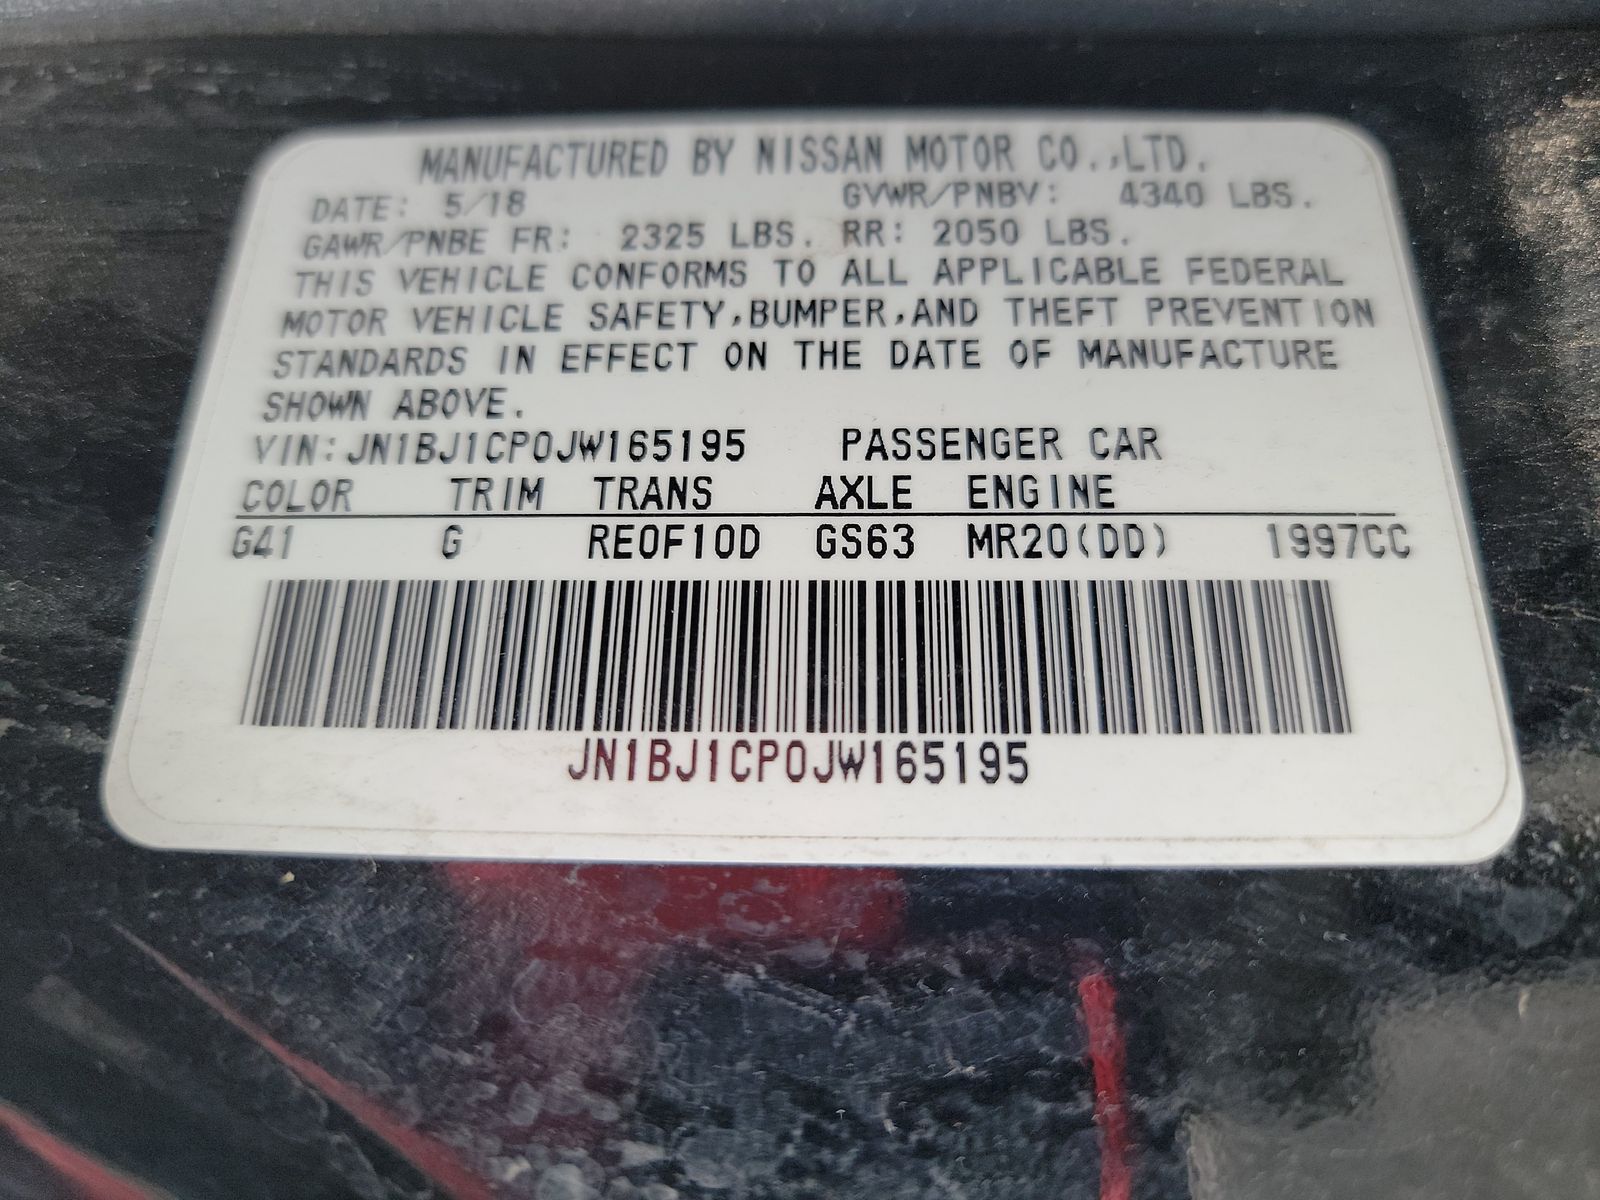 MANUFACTURED BY NISSAN MOTOR CO.,LTD.
DATE: 5/18 GVWR/PNBV: 4340 LBS.
GAWR/PNBE FR: 2325 LBS. RR: 2050 LBS.
THIS VEHICLE CONFORMS TO ALL APPLICABLE FEDERAL
MOTOR VEHICLE SAFETY,BUMPER,AND THEFT PREVENTION
STANDARDS IN EFFECT ON THE DATE OF MANUFACTURE
SHOWN ABOVE.
VIN:JN1BJ1CP0JW165195 PASSENGER CAR
COLOR TRIM TRANS AXLE ENGINE
G41 G RE0F10D GS63 MR20(DD) 1997CC
JN1BJ1CP0JW165195